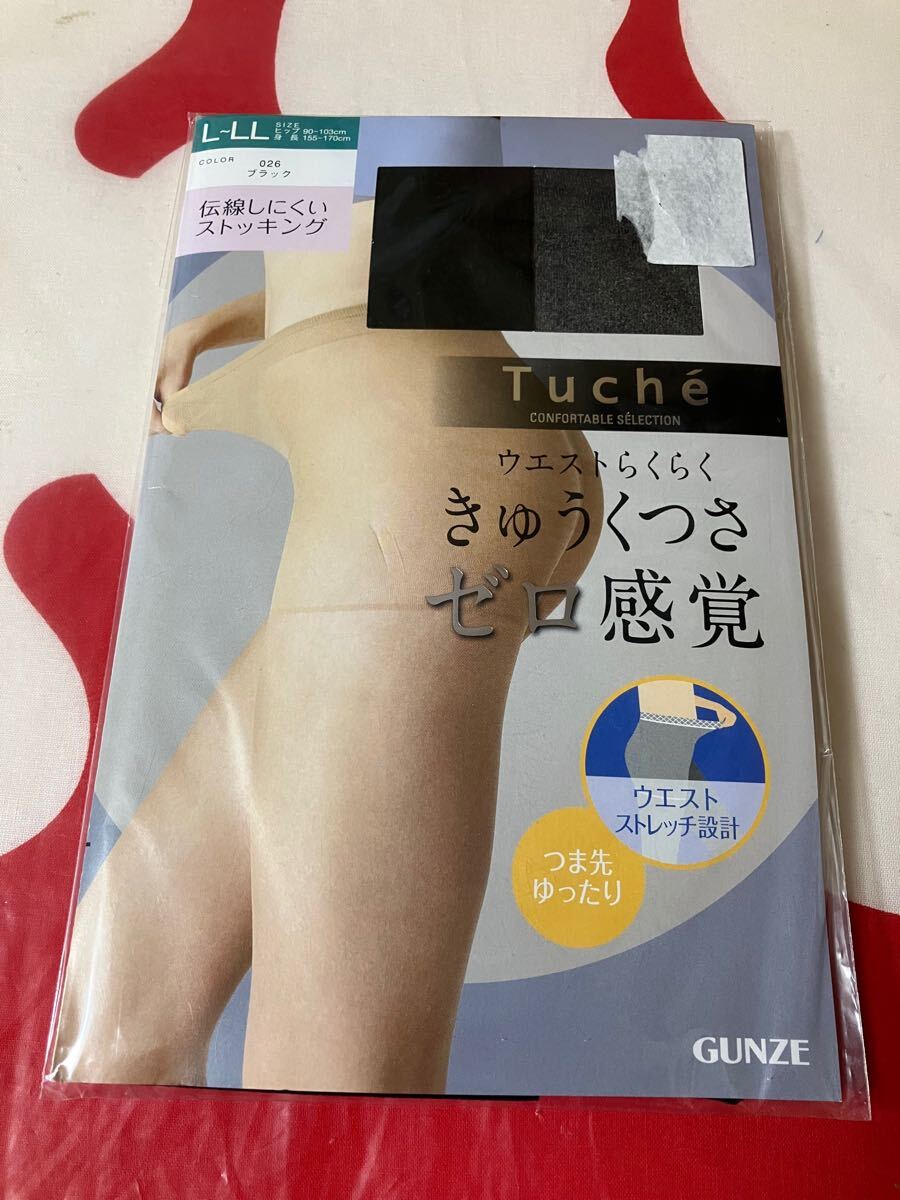 L~LL
SIZE
ヒップ 90-103cm
身長 155-170cm
COLOR
026
ブラック
伝線しにくい
ストッキング
Tuché
CONFORTABLE SÉLECTION
ウエストらくらく
きゅうくつさ
ゼロ感覚
ウエスト
ストレッチ設計
つま先
ゆったり
GUNZE